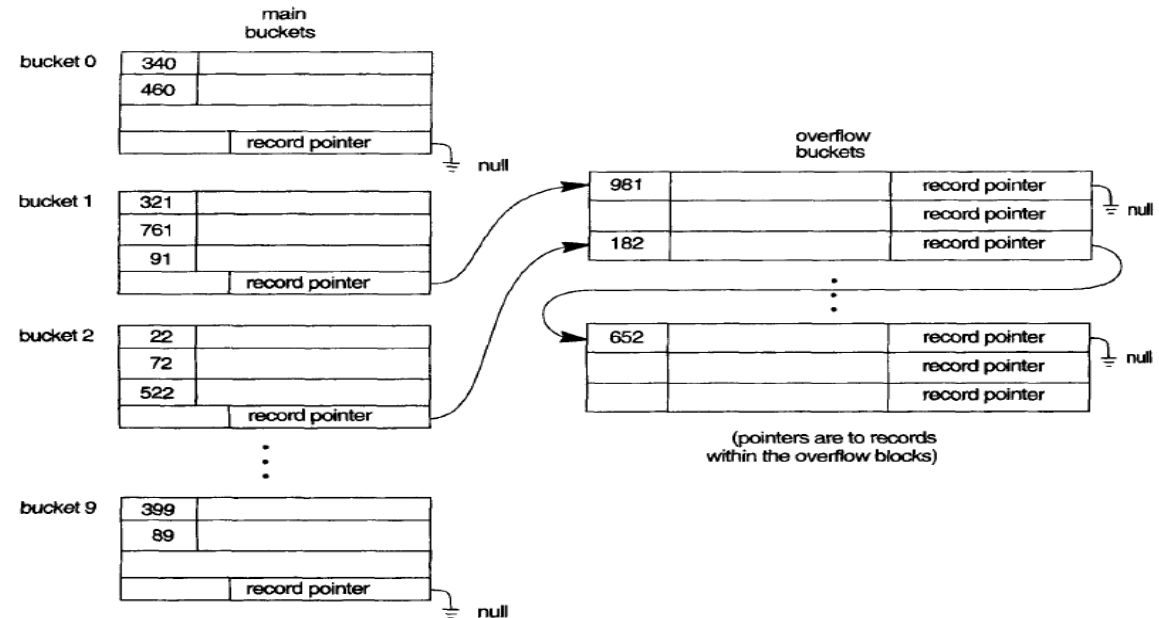 main
buckets
bucket 0
340
460
record pointer
null
bucket 1
321
761
91
record pointer
bucket 2
22
72
522
record pointer
bucket 9
399
89
record pointer
null
overflow
buckets
981
record pointer
null
record pointer
182
record pointer
652
record pointer
null
record pointer
record pointer
(pointers are to records
within the overflow blocks)